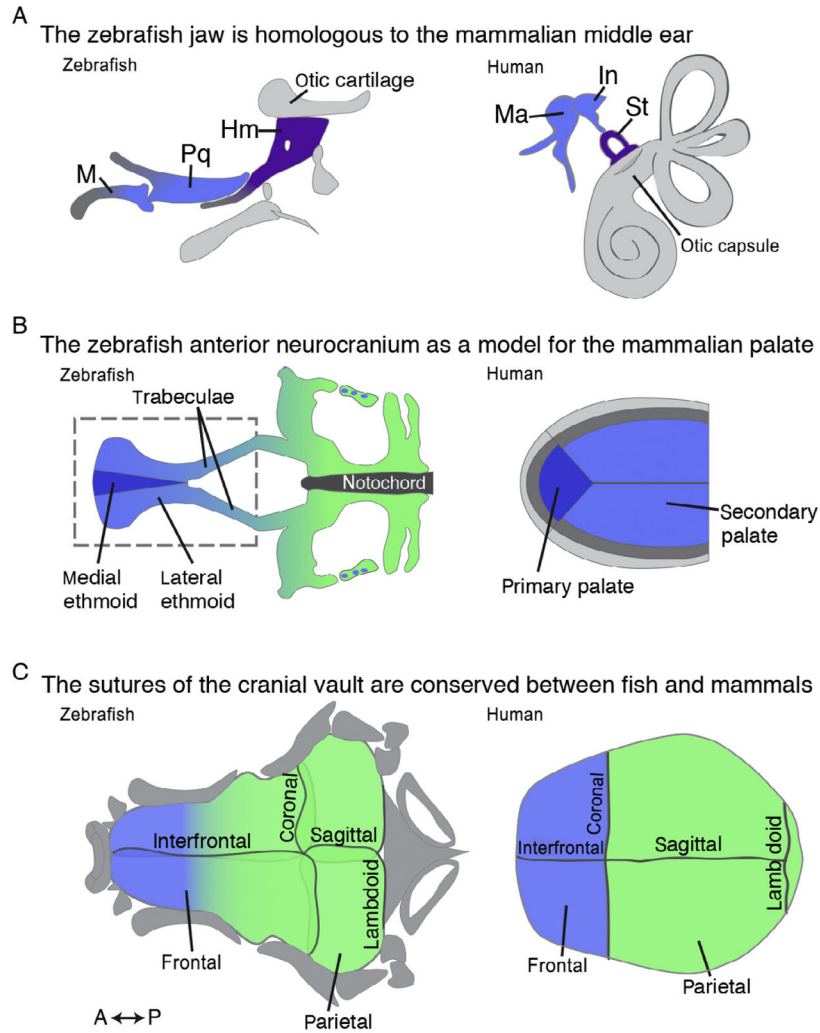 A
The zebrafish jaw is homologous to the mammalian middle ear
Zebrafish
Human
Otic cartilage
Hm
Pq
M
In
Ma
St
Otic capsule
B
The zebrafish anterior neurocranium as a model for the mammalian palate
Zebrafish
Human
Trabeculae
Notochord
Medial
ethmoid
Lateral
ethmoid
Secondary
palate
Primary palate
C
The sutures of the cranial vault are conserved between fish and mammals
Zebrafish
Human
Interfrontal
Coronal
Sagittal
Lambdoid
Frontal
Parietal
A ↔ P
Coronal
Interfrontal
Sagittal
Lambdoid
Frontal
Parietal